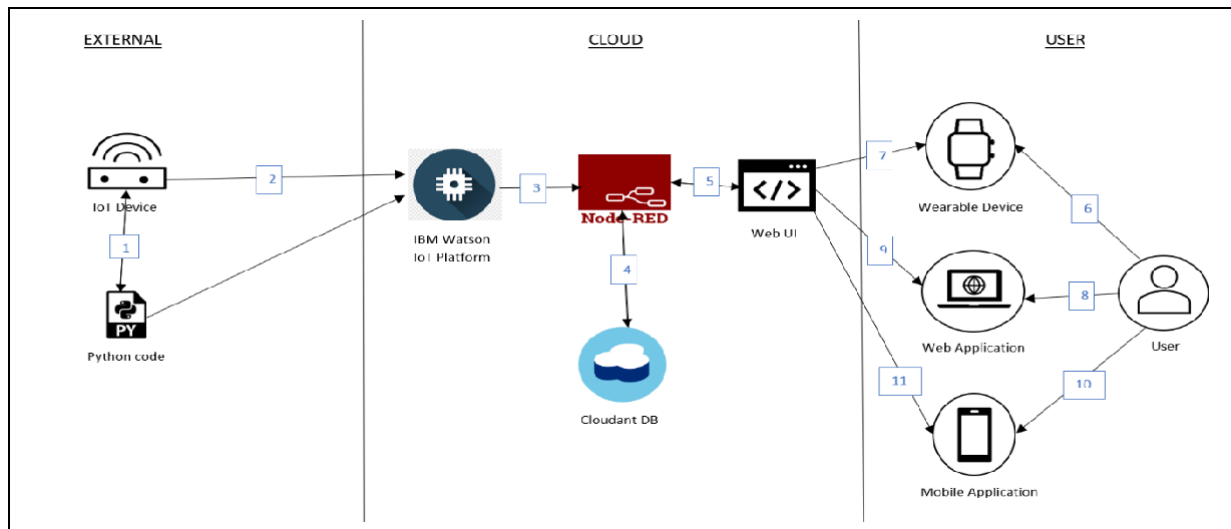 EXTERNAL
CLOUD
USER
IoT Device
1
2
PY
Python code
IBM Watson
IoT Platform
3
Node-RED
4
Cloudant DB
5
</>
Web UI
7
9
11
Wearable Device
6
Web Application
8
User
10
Mobile Application